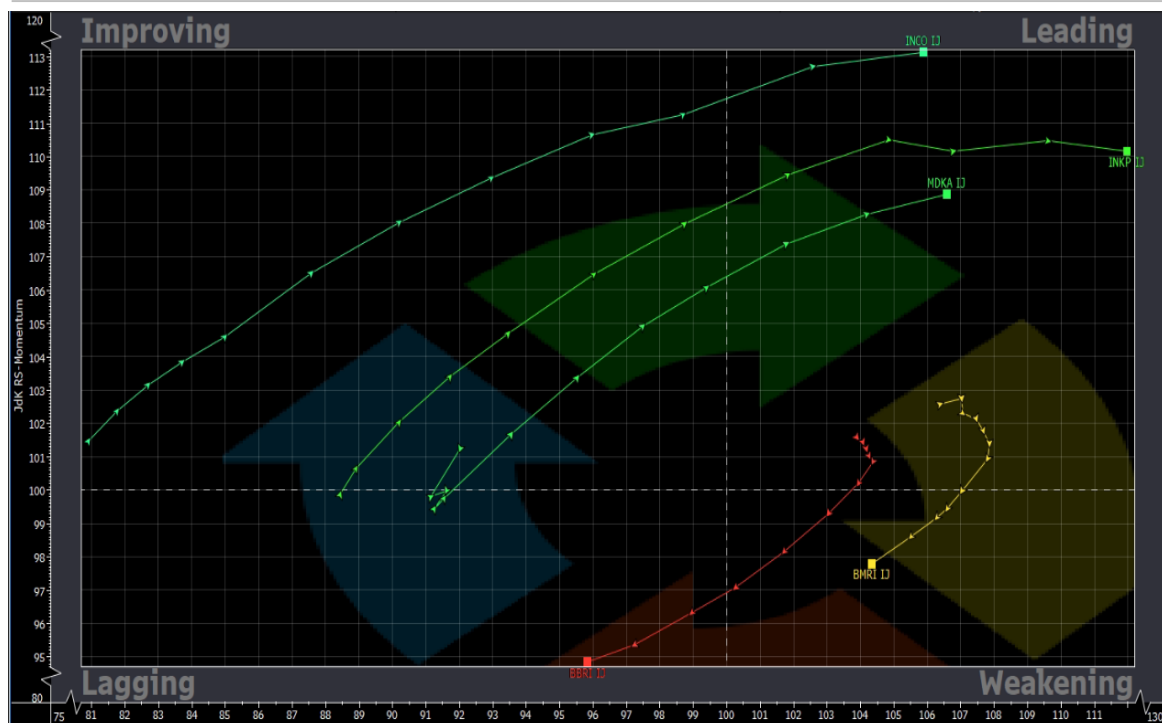 120
Improving
Leading
INCO IJ
113
112
111
110
INKP IJ
109
MDKA IJ
108
107
106
105
104
103
102
101
100
99
98
97
96
95
JdK RS-Momentum
BMRI IJ
BBRI IJ
Lagging
Weakening
80
75 81 82 83 84 85 86 87 88 89 90 91 92 93 94 95 96 97 98 99 100 101 102 103 104 105 106 107 108 109 110 111 130